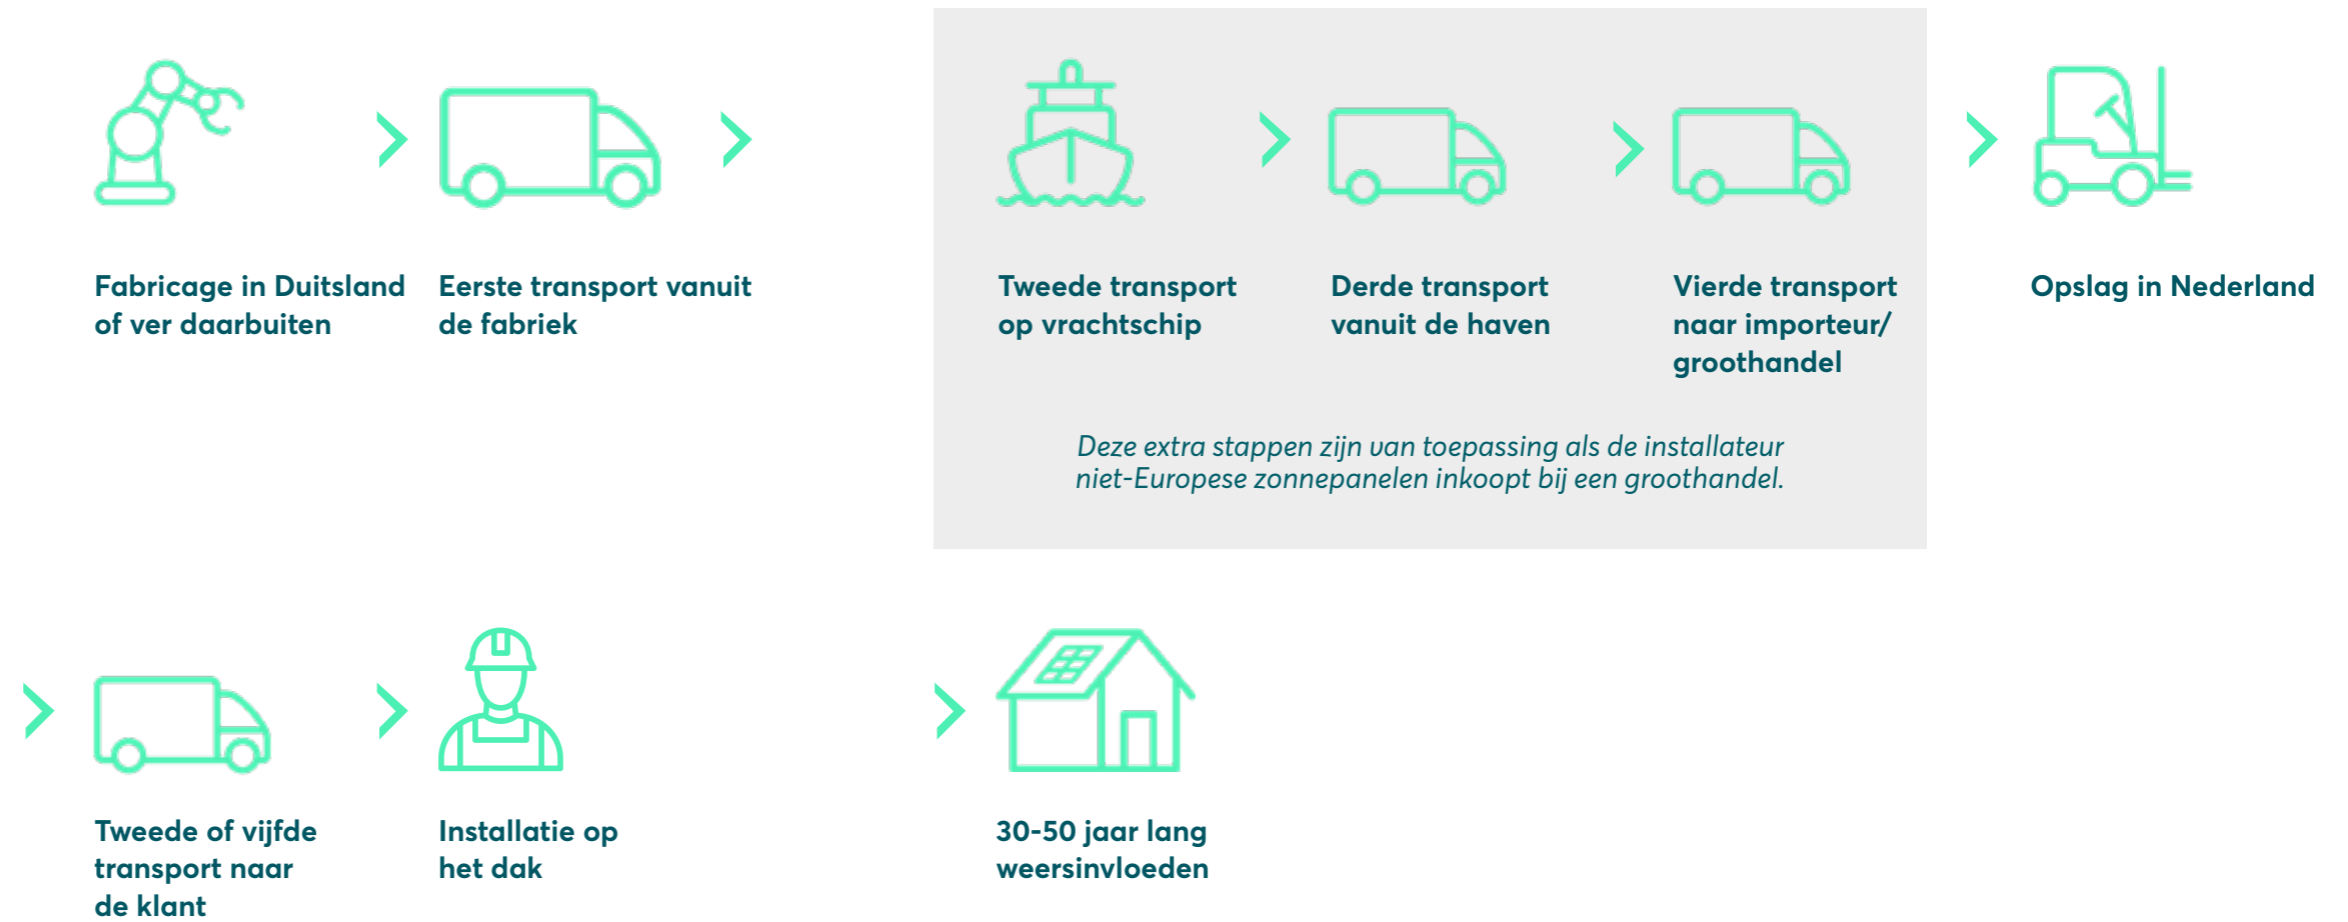 Fabricage in Duitsland
of ver daarbuiten
Eerste transport vanuit
de fabriek
Tweede transport
op vrachtschip
Derde transport
vanuit de haven
Vierde transport
naar importeur/
groothandel
Opslag in Nederland
Deze extra stappen zijn van toepassing als de installateur
niet-Europese zonnepanelen inkoopt bij een groothandel.
Tweede of vijfde
transport naar
de klant
Installatie op
het dak
30-50 jaar lang
weersinvloeden